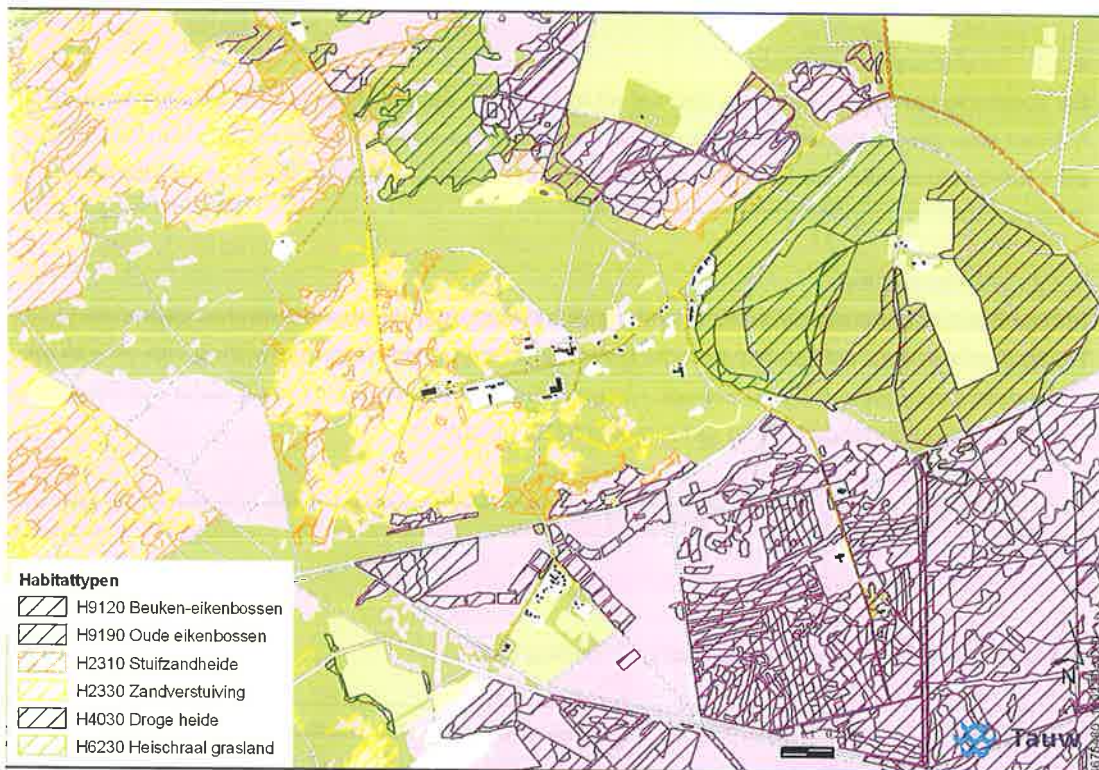 Habitattypen
H9120 Beuken-eikenbossen
H9190 Oude eikenbossen
H2310 Stuifzandheide
H2330 Zandverstuiving
H4030 Droge heide
H6230 Heischraal grasland
N
Tauw